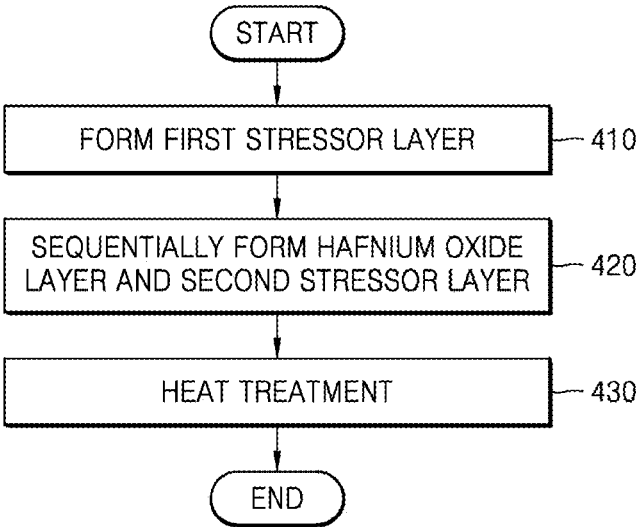 START
FORM FIRST STRESSOR LAYER
410
SEQUENTIALLY FORM HAFNIUM OXIDE
LAYER AND SECOND STRESSOR LAYER
420
HEAT TREATMENT
430
END